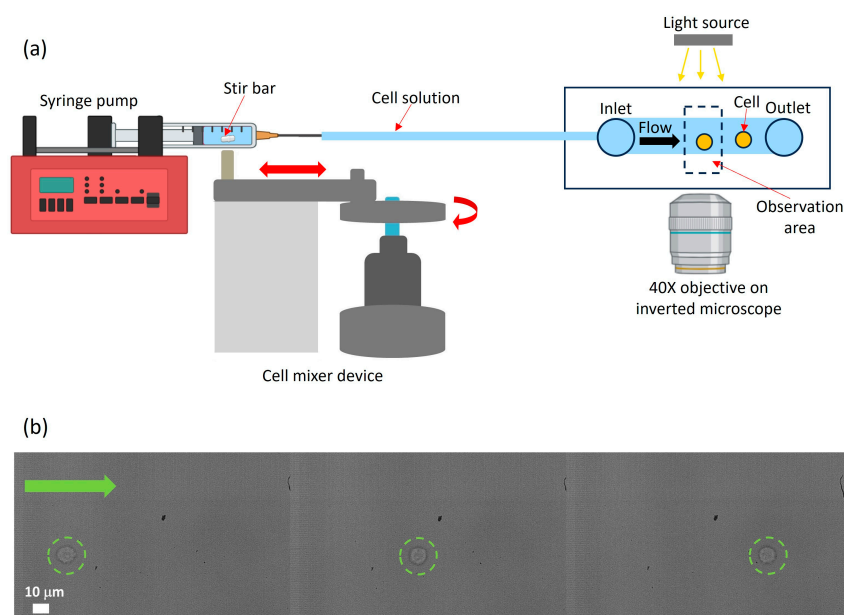 (a)
Light source
Syringe pump
Stir bar
Cell solution
Inlet
Cell
Outlet
Flow
Observation
area
40X objective on
inverted microscope
Cell mixer device
(b)
10 μm